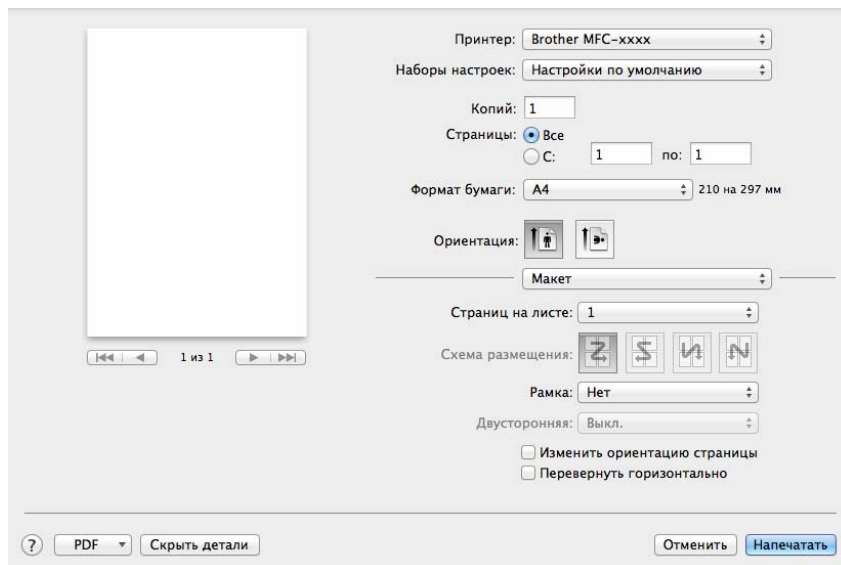 Принтер: Brother MFC-xxxx
Наборы настроек: Настройки по умолчанию
Копий: 1
Страницы: Все
С: 1 по: 1
Формат бумаги: A4 210 на 297 мм
Ориентация:
Макет
Страниц на листе: 1
1 из 1
Схема размещения:
Рамка: Нет
Двусторонняя: Выкл.
Изменить ориентацию страницы
Перевернуть горизонтально
? PDF Скрыть детали Отменить Напечатать